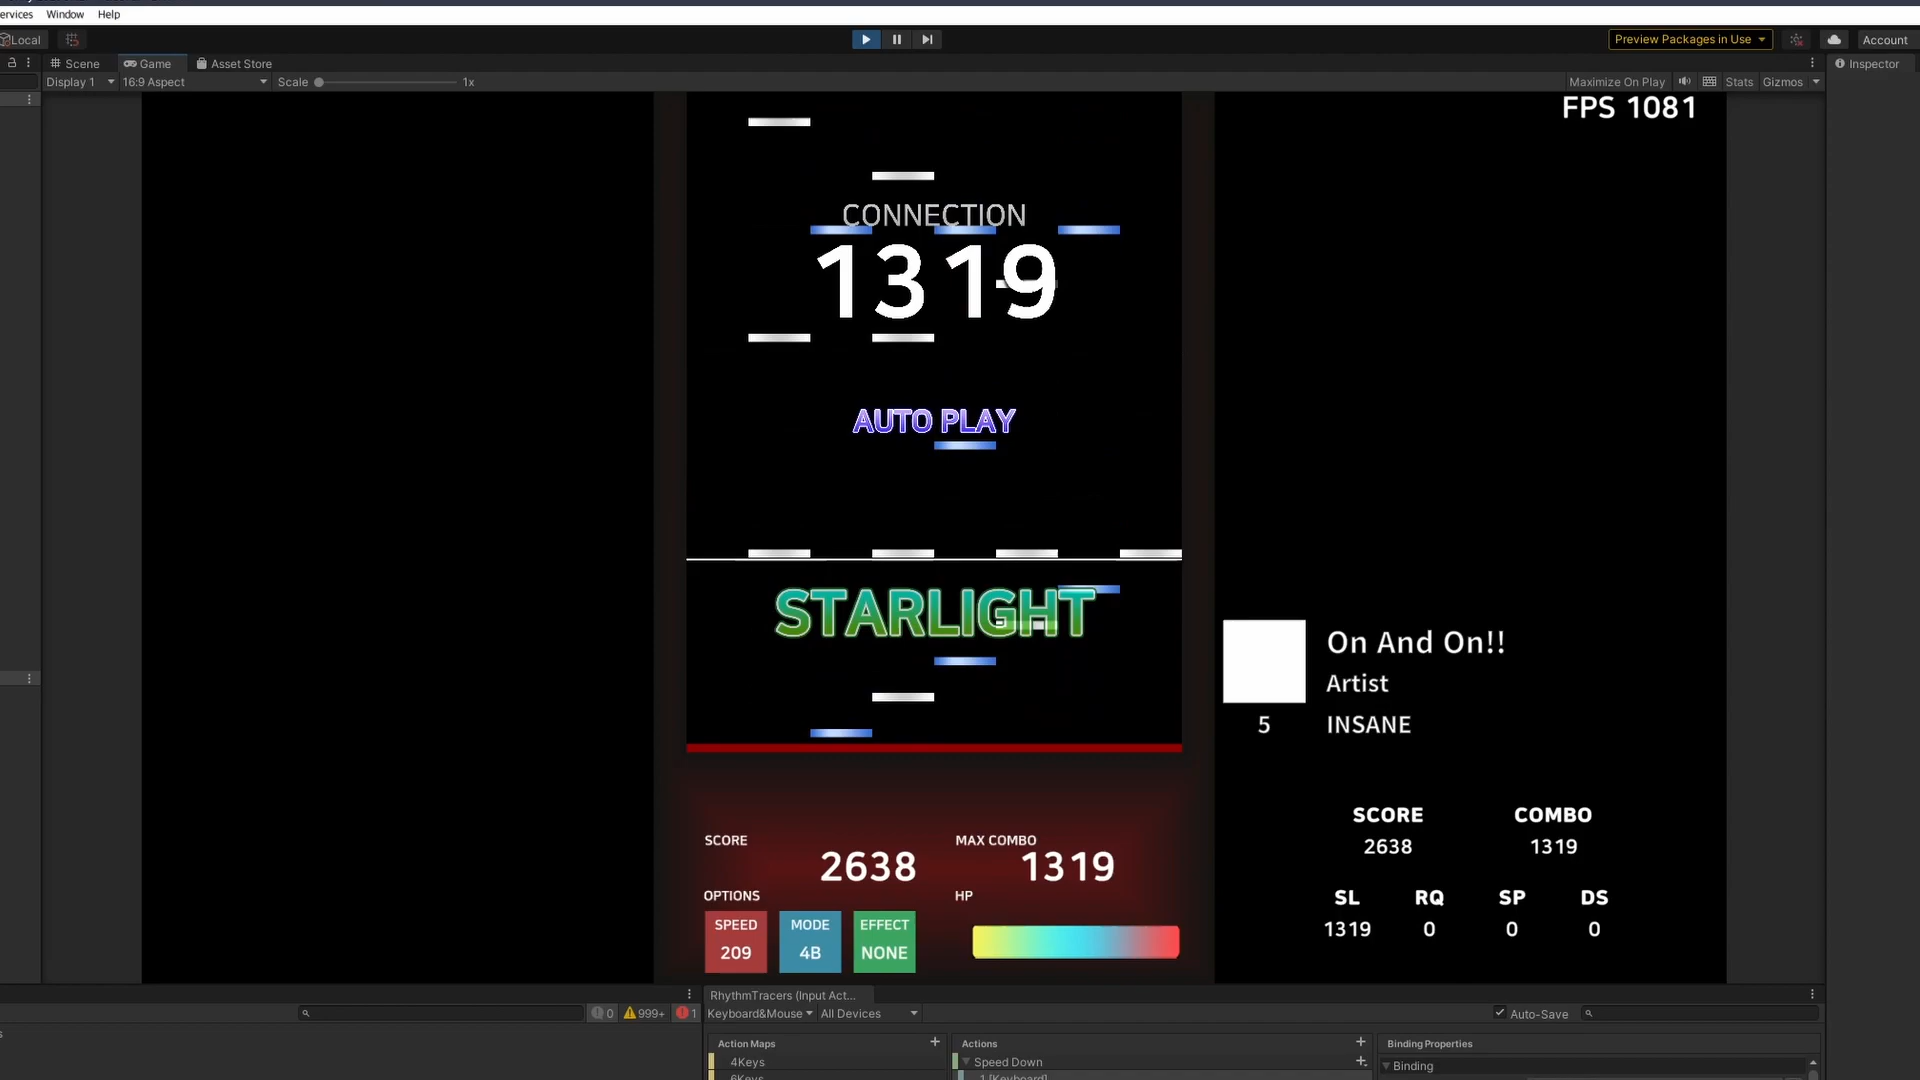 ervices Window Help
Local Preview Packages in Use Account
Scene Game Asset Store Inspector
Display 1 16:9 Aspect Scale 1x Maximize On Play Stats Gizmos
FPS 1081
CONNECTION
1319
AUTO PLAY
STARLIGHT
On And On!!
Artist
5 INSANE
SCORE COMBO
2638 1319
SL RQ SP DS
1319 0 0 0
SCORE MAX COMBO
2638 1319
OPTIONS HP
SPEED MODE EFFECT
209 4B NONE
RhythmTracers (Input Act...
0 999+ 1 Keyboard&Mouse All Devices Auto-Save
Action Maps + Actions + Binding Properties
4Keys Speed Down + Binding
6Keys 1 [Keyboard]